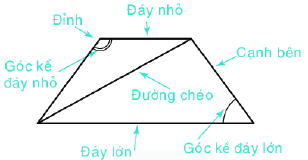 Đỉnh
Đáy nhỏ
Góc kề
đáy nhỏ
Cạnh bên
Đường chéo
Đáy lớn
Góc kề đáy lớn